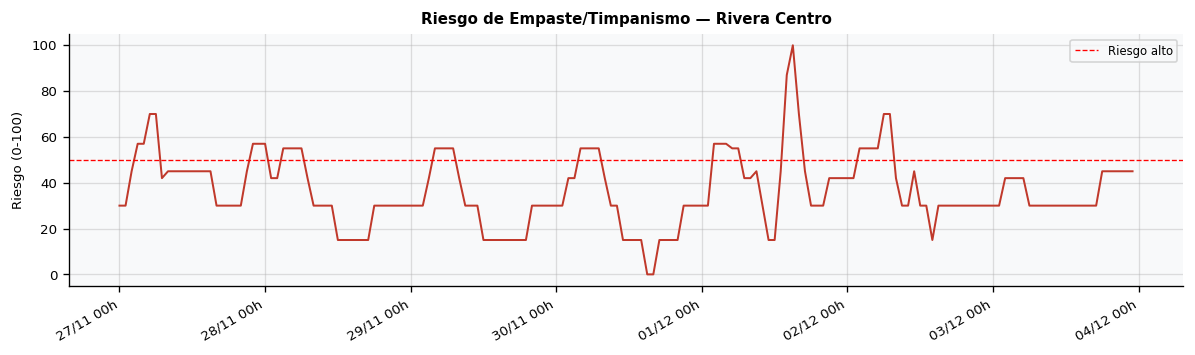 Riesgo de Empaste/Timpanismo — Rivera Centro
Riesgo alto
Riesgo (0-100)
100
80
60
40
20
0
27/11 00h
28/11 00h
29/11 00h
30/11 00h
01/12 00h
02/12 00h
03/12 00h
04/12 00h